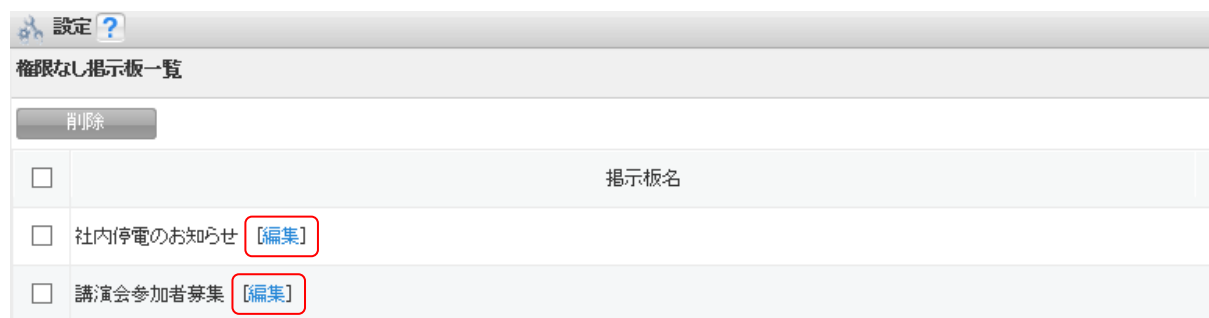 設定 ?
権限なし掲示板一覧
削除
掲示板名
社内停電のお知らせ [編集]
講演会参加者募集 [編集]